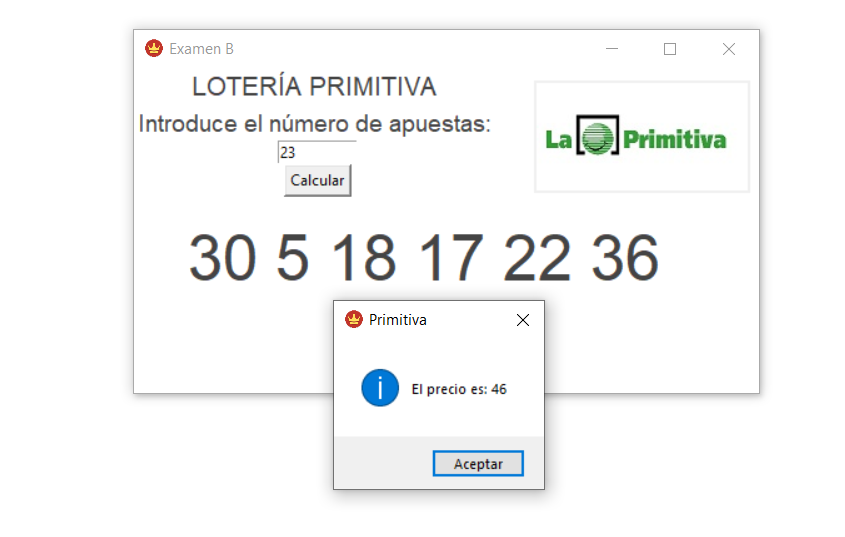 Examen B
LOTERÍA PRIMITIVA
Introduce el número de apuestas:
23
Calcular
La Primitiva
30 5 18 17 22 36
Primitiva
El precio es: 46
Aceptar